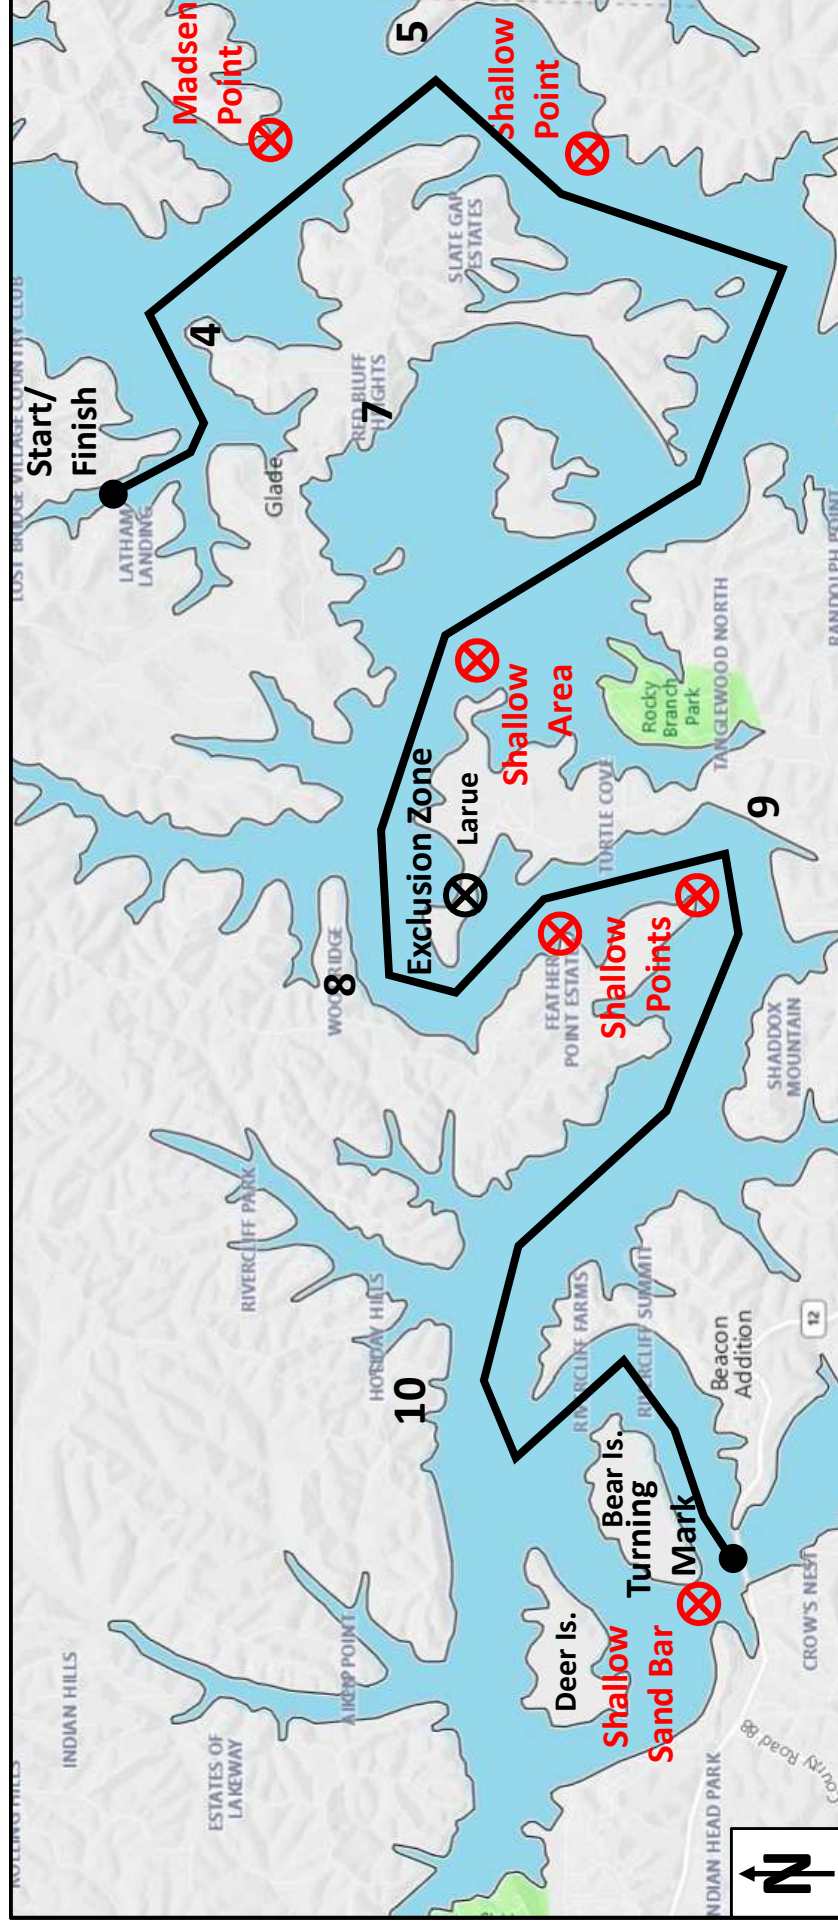 ROLLING HILLS
LOST BRIDGE VILLAGE COUNTRY CLUB
INDIAN HILLS
Start/
Finish
LATHAM
LANDING
Madsen
Point
ESTATES OF
LAKEWAY
RIVERCLIFF PARK
Glade
4
AIKEN POINT
HOLIDAY HILLS
WOODRIDGE
8
RED BLUFF
HEIGHTS
7
5
10
Exclusion Zone
Larue
SLATE GAP
ESTATES
Shallow
Point
Shallow
Area
Deer Is.
RIVERCLIFF FARMS
FEATHER
POINT ESTATES
Bear Is.
Turning
Mark
Shallow
Sand Bar
RIVERCLIFF SUMMIT
Shallow
Points
TURTLE COVE
Rocky
Branch
Park
TANGLEWOOD NORTH
Beacon
Addition
9
SHADDOX
MOUNTAIN
INDIAN HEAD PARK
County Road 88
CROW'S NEST
12
RANDOLPH
N